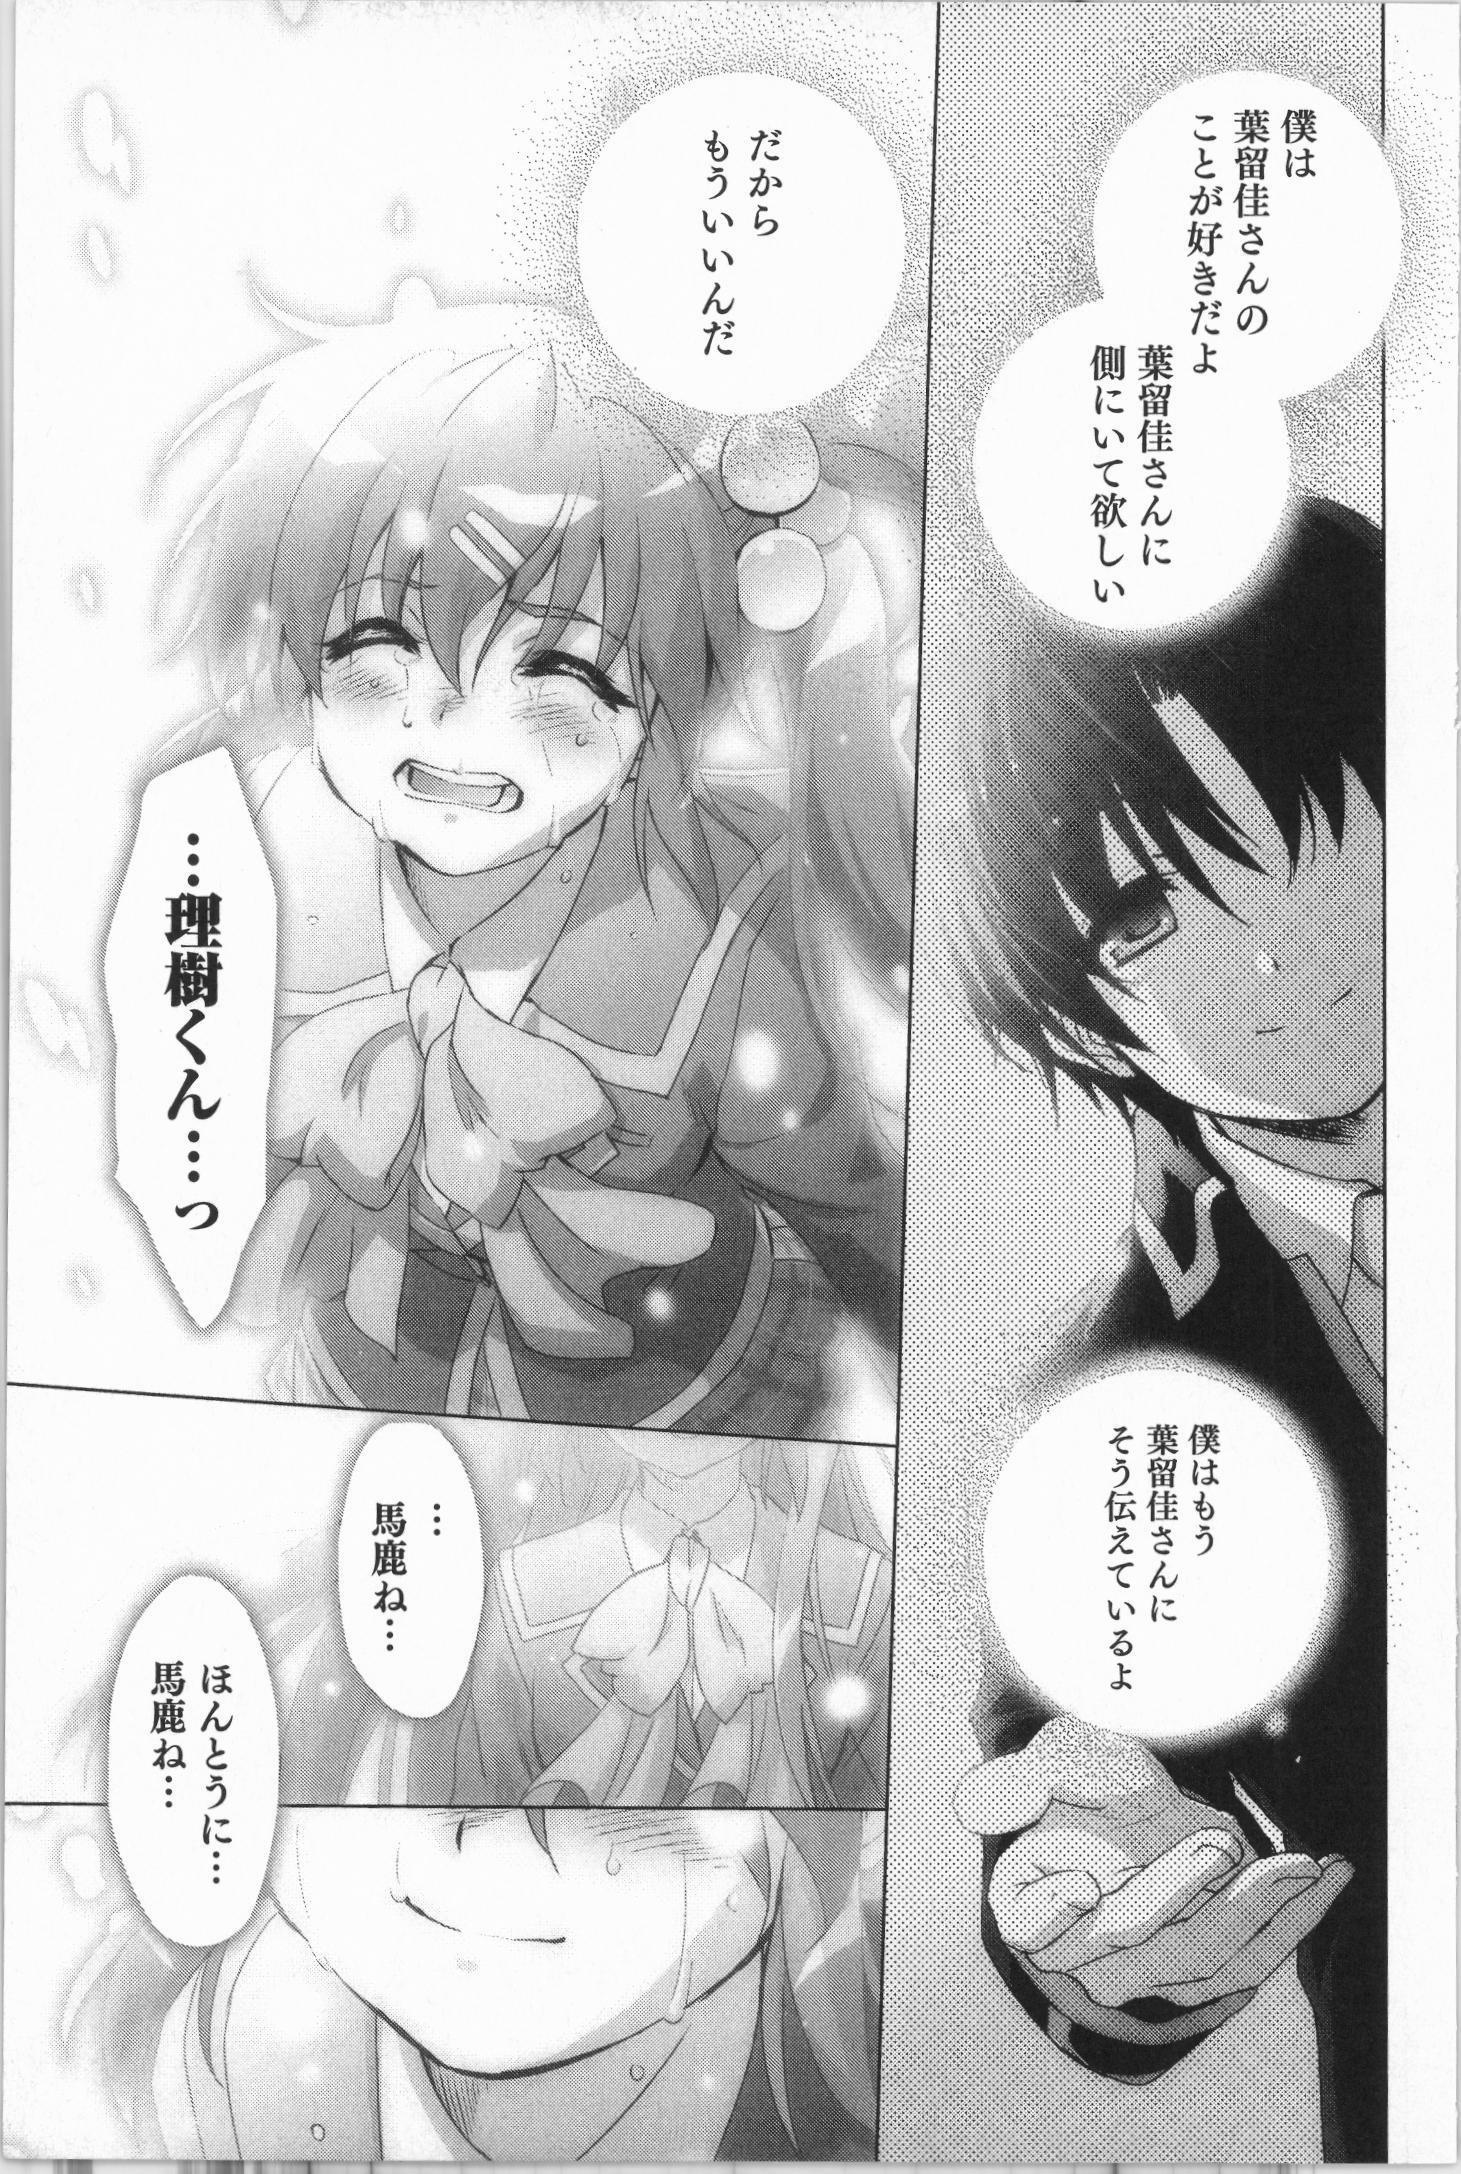 僕は
葉留佳さんの
ことが好きだよ
葉留佳さんに
側にいて欲しい
僕はもう
葉留佳さんに
そう伝えているよ
だから
もういいんだ
…理樹くん…っ
…
馬鹿ね…
ほんとうに…
馬鹿ね…